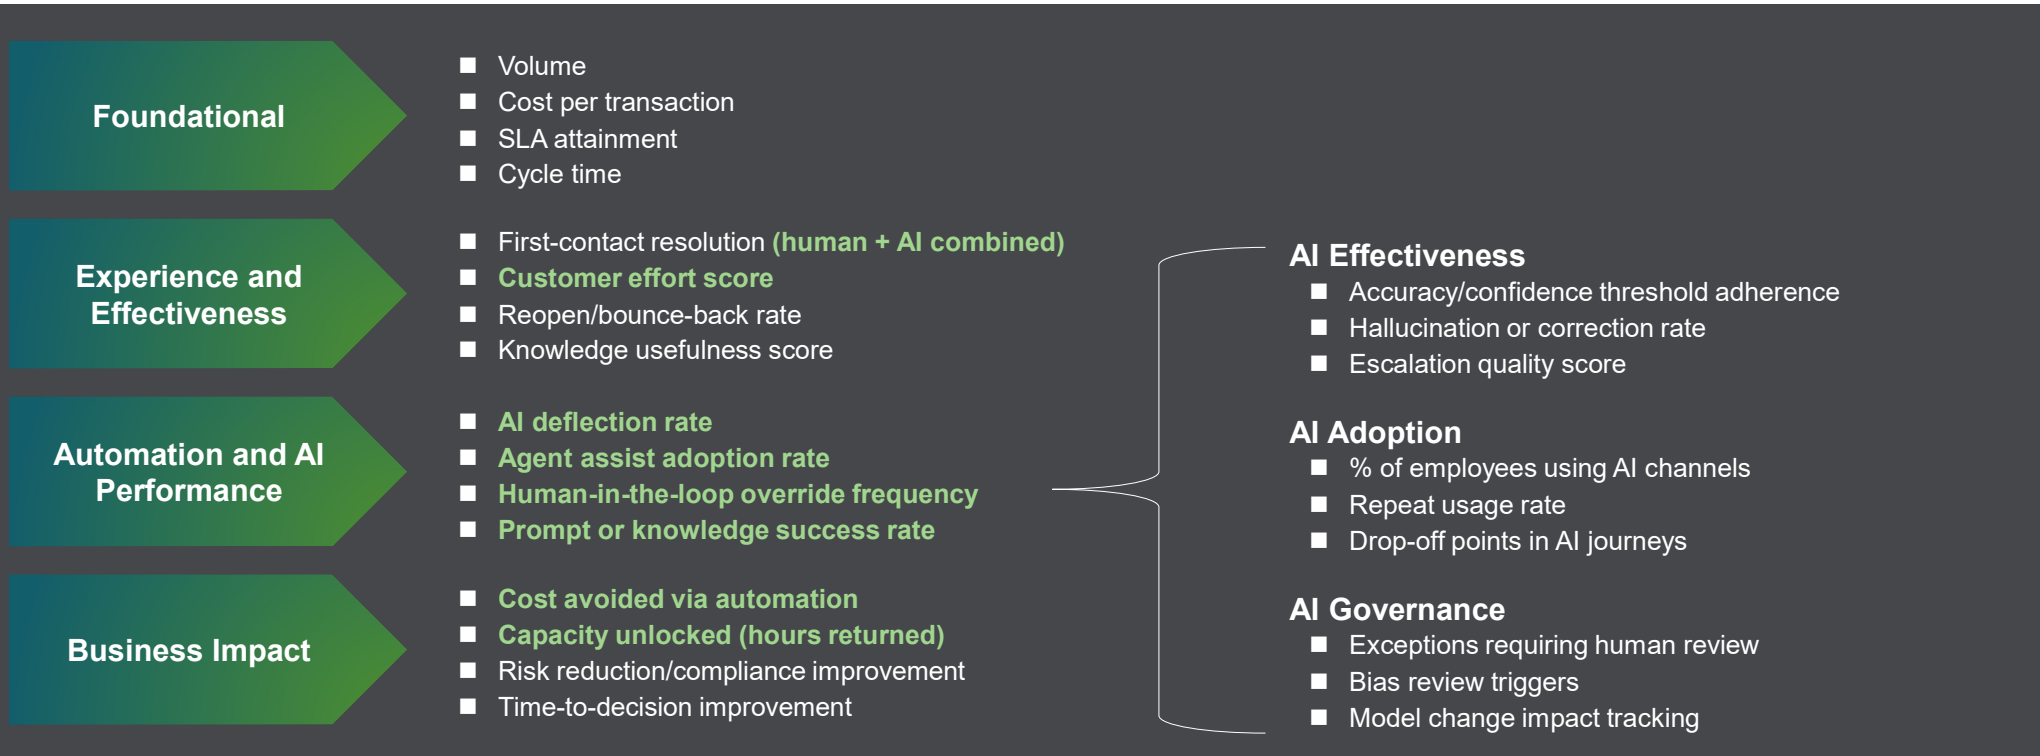 Foundational
Volume
Cost per transaction
SLA attainment
Cycle time
Experience and
Effectiveness
First-contact resolution (human + AI combined)
Customer effort score
Reopen/bounce-back rate
Knowledge usefulness score
Automation and AI
Performance
AI deflection rate
Agent assist adoption rate
Human-in-the-loop override frequency
Prompt or knowledge success rate
Business Impact
Cost avoided via automation
Capacity unlocked (hours returned)
Risk reduction/compliance improvement
Time-to-decision improvement
AI Effectiveness
Accuracy/confidence threshold adherence
Hallucination or correction rate
Escalation quality score
AI Adoption
% of employees using AI channels
Repeat usage rate
Drop-off points in AI journeys
AI Governance
Exceptions requiring human review
Bias review triggers
Model change impact tracking